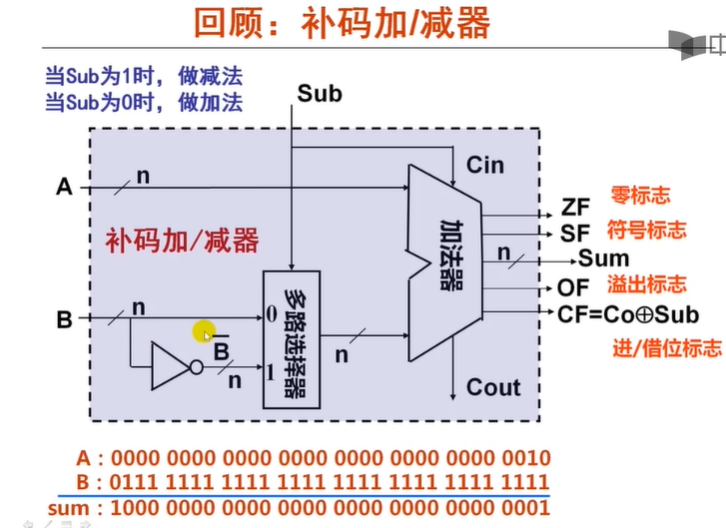 回顾：补码加/减器
中
当Sub为1时，做减法
当Sub为0时，做加法
Sub
Cin
A
n
补码加/减器
加法器
ZF 零标志
SF 符号标志
n
Sum
OF 溢出标志
CF=Co⊕Sub
进/借位标志
B
n
0
多路选择器
B̅
n
1
n
Cout
A：0000 0000 0000 0000 0000 0000 0000 0010
B：0111 1111 1111 1111 1111 1111 1111 1111
sum：1000 0000 0000 0000 0000 0000 0000 0001